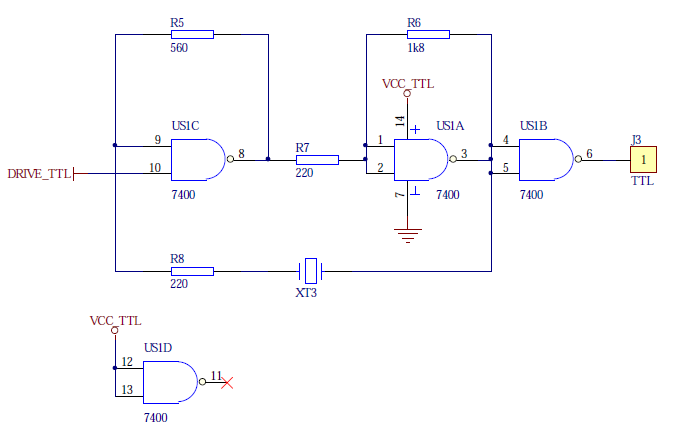 R5
560
R6
1k8
VCC_TTL
14
US1C
9
10
8
7400
DRIVE_TTL
R7
220
US1A
1
2
3
7
7400
US1B
4
5
6
7400
J3
1
TTL
R8
220
XT3
VCC_TTL
US1D
12
13
11
7400